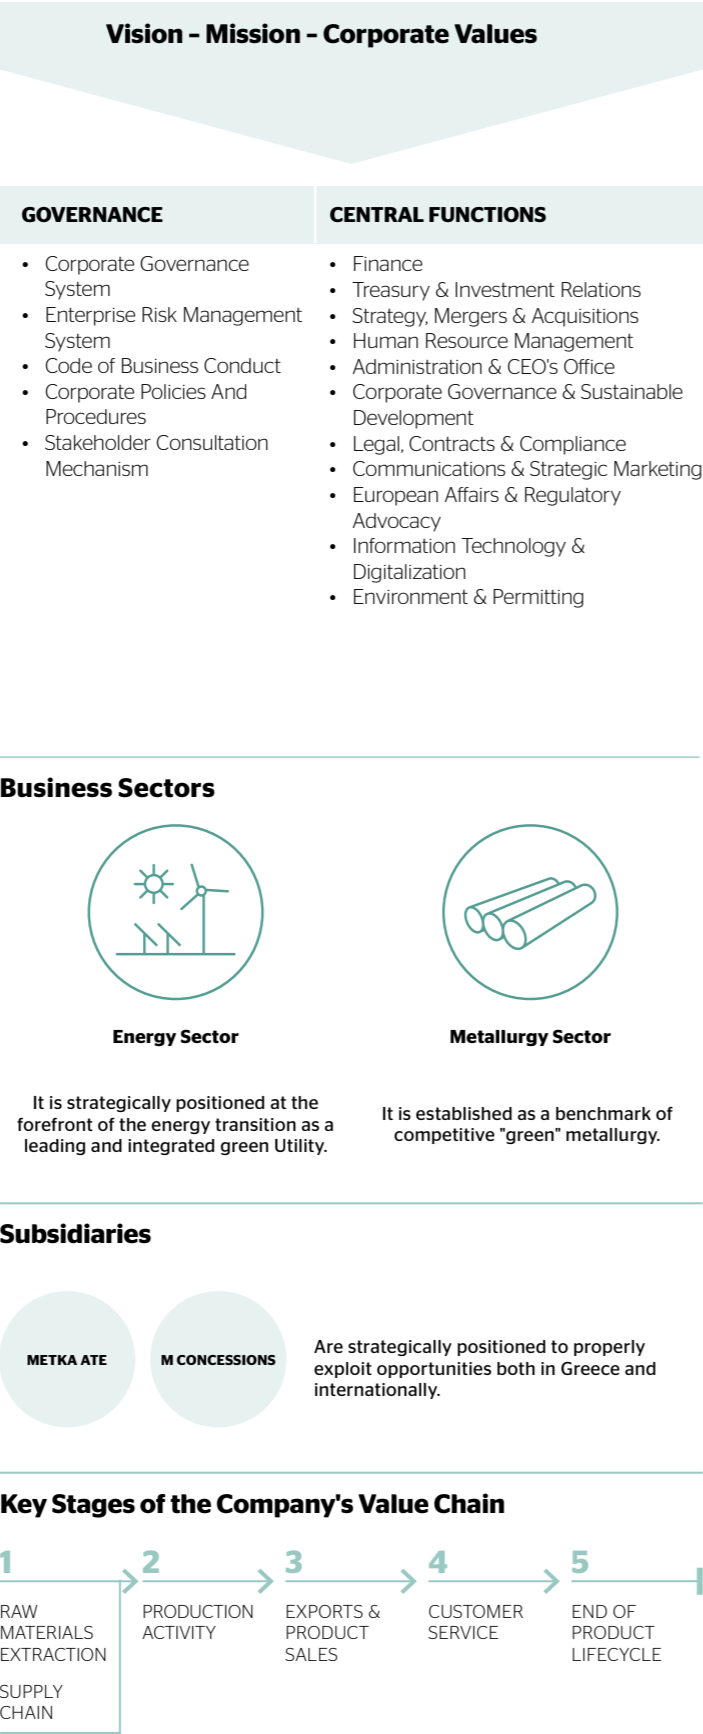 Vision – Mission – Corporate Values
GOVERNANCE
• Corporate Governance
System
• Enterprise Risk Management
System
• Code of Business Conduct
• Corporate Policies And
Procedures
• Stakeholder Consultation
Mechanism
CENTRAL FUNCTIONS
• Finance
• Treasury & Investment Relations
• Strategy, Mergers & Acquisitions
• Human Resource Management
• Administration & CEO's Office
• Corporate Governance & Sustainable
Development
• Legal, Contracts & Compliance
• Communications & Strategic Marketing
• European Affairs & Regulatory
Advocacy
• Information Technology &
Digitalization
• Environment & Permitting
Business Sectors
Energy Sector
It is strategically positioned at the
forefront of the energy transition as a
leading and integrated green Utility.
Metallurgy Sector
It is established as a benchmark of
competitive "green" metallurgy.
Subsidiaries
METKA ATE
M CONCESSIONS
Are strategically positioned to properly
exploit opportunities both in Greece and
internationally.
Key Stages of the Company's Value Chain
1
RAW
MATERIALS
EXTRACTION
SUPPLY
CHAIN
2
PRODUCTION
ACTIVITY
3
EXPORTS &
PRODUCT
SALES
4
CUSTOMER
SERVICE
5
END OF
PRODUCT
LIFECYCLE